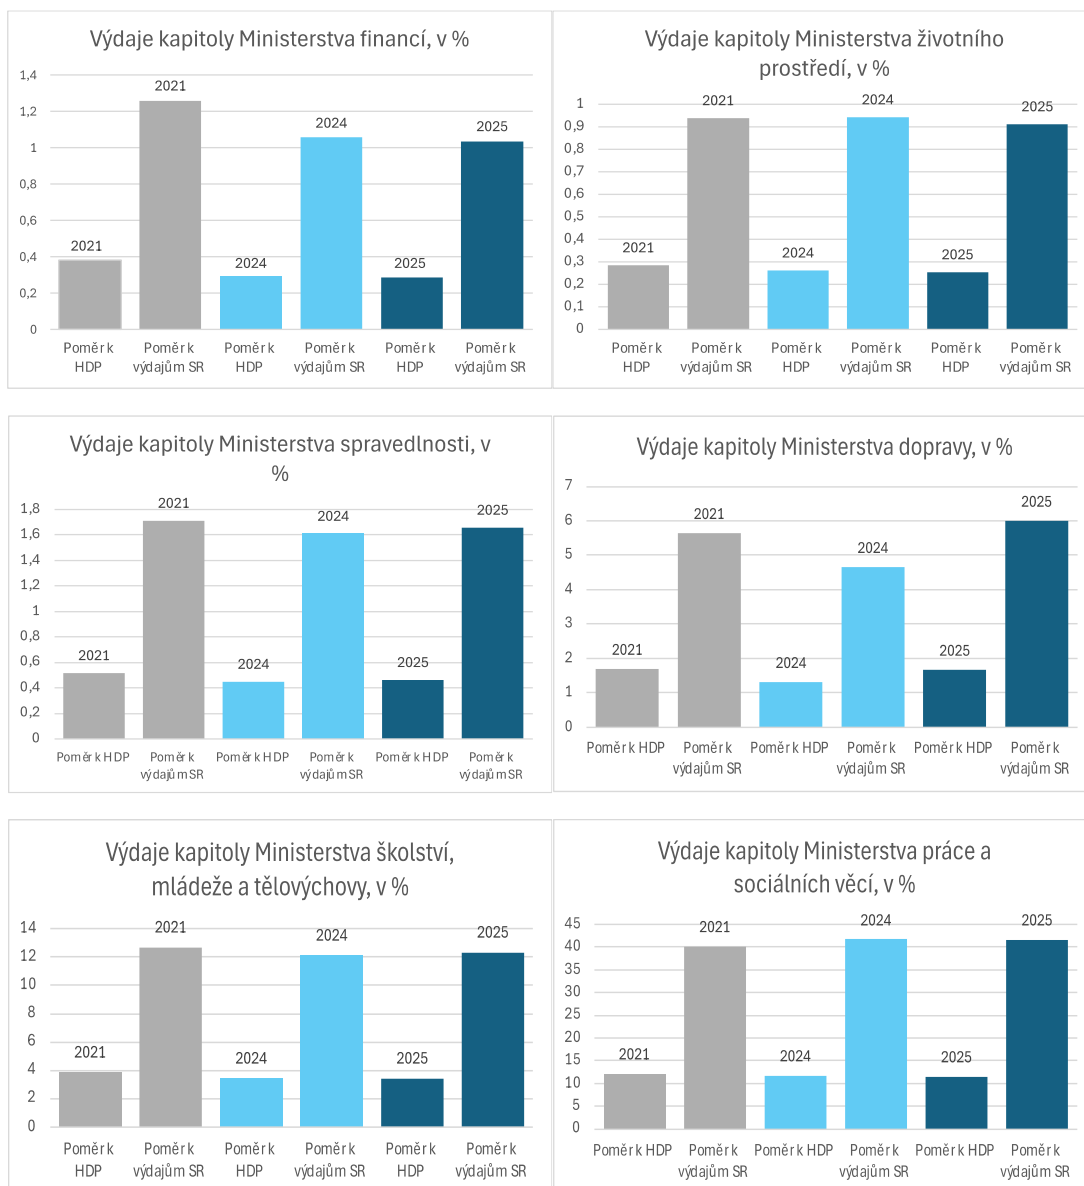 Výdaje kapitoly Ministerstva financí, v %
1,4
1,2
1
0,8
0,6
0,4
0,2
0
2021
2021
2024
2024
2025
2025
Poměr k
HDP
Poměr k
výdajům SR
Poměr k
HDP
Poměr k
výdajům SR
Poměr k
HDP
Poměr k
výdajům SR
Výdaje kapitoly Ministerstva životního
prostředí, v %
1
0,9
0,8
0,7
0,6
0,5
0,4
0,3
0,2
0,1
0
2021
2021
2024
2024
2025
2025
Poměr k
HDP
Poměr k
výdajům SR
Poměr k
HDP
Poměr k
výdajům SR
Poměr k
HDP
Poměr k
výdajům SR
Výdaje kapitoly Ministerstva spravedlnosti, v
%
1,8
1,6
1,4
1,2
1
0,8
0,6
0,4
0,2
0
2021
2021
2024
2024
2025
2025
Poměr k HDP
Poměr k
výdajům SR
Poměr k HDP
Poměr k
výdajům SR
Poměr k HDP
Poměr k
výdajům SR
Výdaje kapitoly Ministerstva dopravy, v %
7
6
5
4
3
2
1
0
2021
2021
2024
2024
2025
2025
Poměr k HDP
Poměr k
výdajům SR
Poměr k HDP
Poměr k
výdajům SR
Poměr k HDP
Poměr k
výdajům SR
Výdaje kapitoly Ministerstva školství,
mládeže a tělovýchovy, v %
14
12
10
8
6
4
2
0
2021
2021
2024
2024
2025
2025
Poměr k
HDP
Poměr k
výdajům SR
Poměr k
HDP
Poměr k
výdajům SR
Poměr k
HDP
Poměr k
výdajům SR
Výdaje kapitoly Ministerstva práce a
sociálních věcí, v %
45
40
35
30
25
20
15
10
5
0
2021
2021
2024
2024
2025
2025
Poměr k HDP
Poměr k
výdajům SR
Poměr k HDP
Poměr k
výdajům SR
Poměr k HDP
Poměr k
výdajům SR